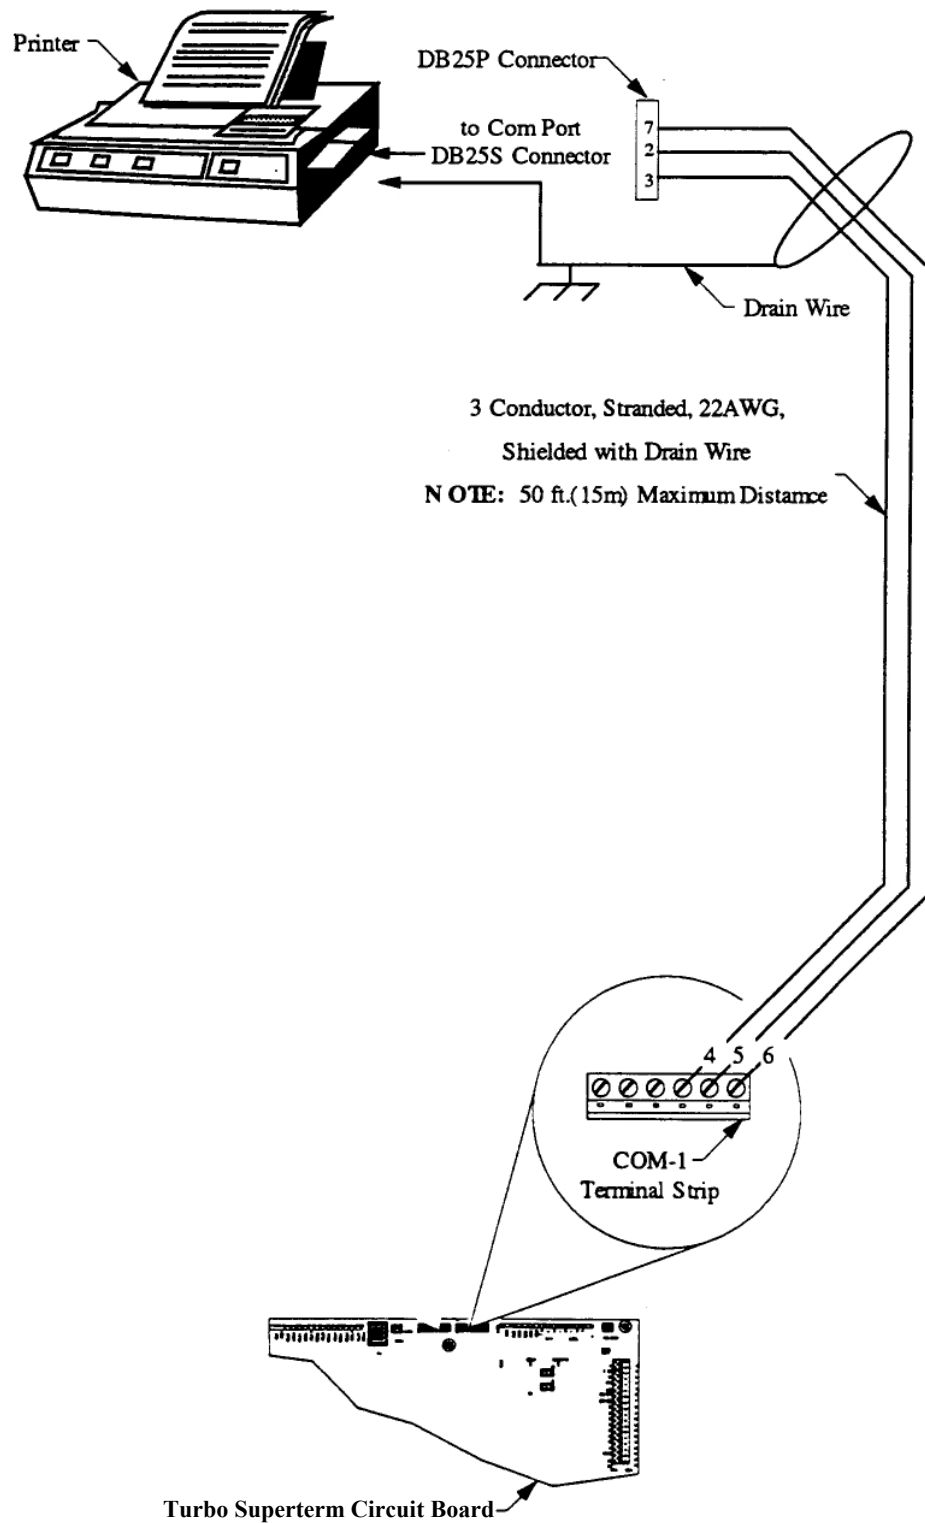 Printer
DB25P Connector
to Com Port
DB25S Connector
7
2
3
Drain Wire
3 Conductor, Stranded, 22AWG,
Shielded with Drain Wire
NOTE: 50 ft.(15m) Maximum Distamce
4 5 6
COM-1
Terminal Strip
Turbo Superterm Circuit Board